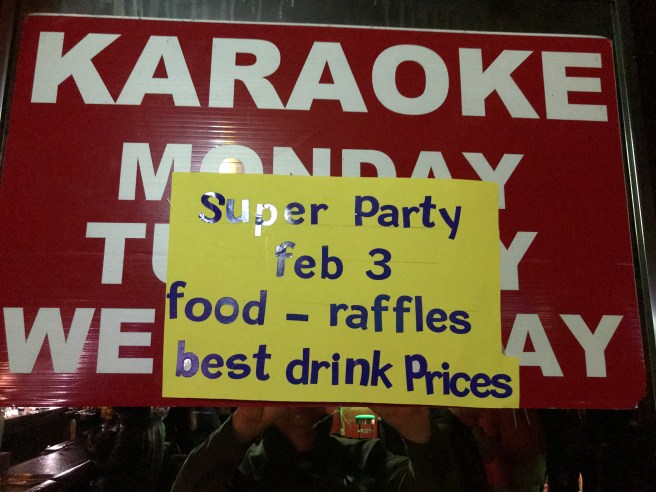 KARAOKE
MONDAY
Super Party
feb 3
food - raffles
best drink Prices